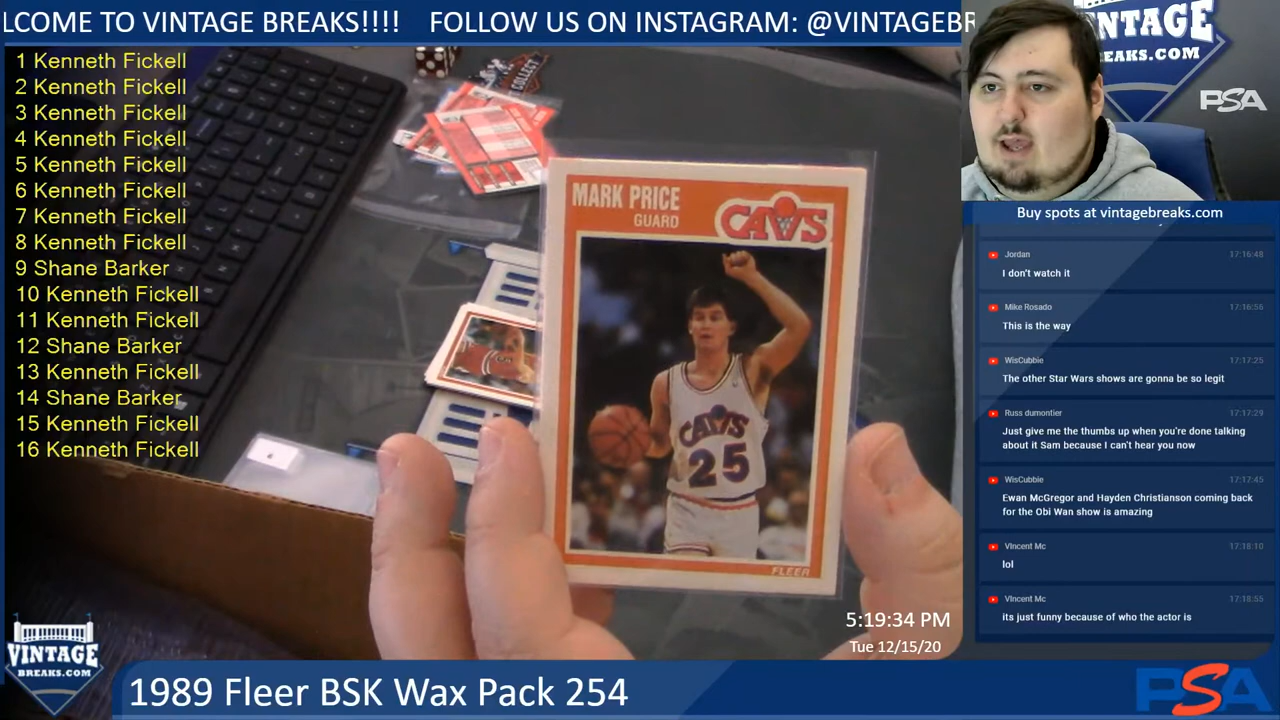 LCOME TO VINTAGE BREAKS!!!! FOLLOW US ON INSTAGRAM: @VINTAGEBR
1 Kenneth Fickell
2 Kenneth Fickell
3 Kenneth Fickell
4 Kenneth Fickell
5 Kenneth Fickell
6 Kenneth Fickell
7 Kenneth Fickell
8 Kenneth Fickell
9 Shane Barker
10 Kenneth Fickell
11 Kenneth Fickell
12 Shane Barker
13 Kenneth Fickell
14 Shane Barker
15 Kenneth Fickell
16 Kenneth Fickell
COLLECT
MARK PRICE
GUARD
CAVS
CAVS
25
FLEER
VINTAGE
EAKS.COM
PSA
Buy spots at vintagebreaks.com
Jordan 17:16:48
I don't watch it
Mike Rosado 17:16:56
This is the way
WisCubbie 17:17:25
The other Star Wars shows are gonna be so legit
Russ dumontier 17:17:29
Just give me the thumbs up when you're done talking
about it Sam because I can't hear you now
WisCubbie 17:17:45
Ewan McGregor and Hayden Christianson coming back
for the Obi Wan show is amazing
VIncent Mc 17:18:10
lol
VIncent Mc 17:18:55
its just funny because of who the actor is
5:19:34 PM
Tue 12/15/20
VINTAGE
BREAKS.COM
1989 Fleer BSK Wax Pack 254
PSA